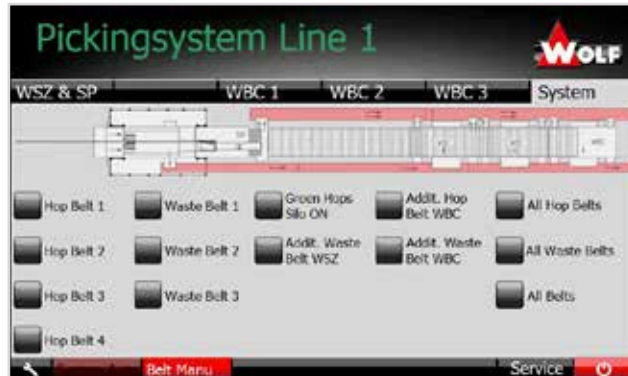 Pickingsystem Line 1
WOLF
WSZ & SP
WBC 1
WBC 2
WBC 3
System
Hop Belt 1
Waste Belt 1
Green Hops
Silo ON
Addit. Hop
Belt WBC
All Hop Belts
Hop Belt 2
Waste Belt 2
Addit. Waste
Belt WSZ
Addit. Waste
Belt WBC
All Waste Belts
Hop Belt 3
Waste Belt 3
All Belts
Hop Belt 4
Belt Manu
Service